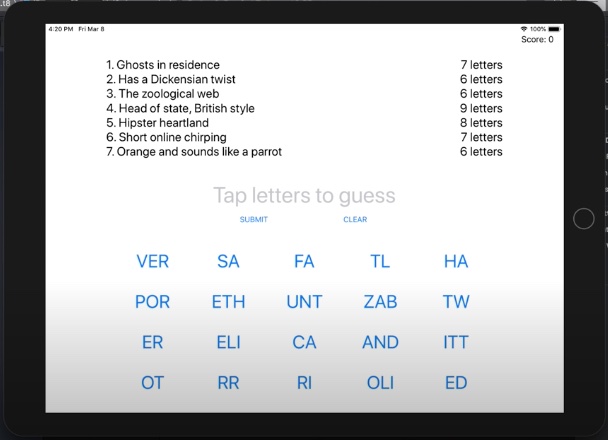 4:20 PM Fri Mar 8 100%
Score: 0
1. Ghosts in residence 7 letters
2. Has a Dickensian twist 6 letters
3. The zoological web 6 letters
4. Head of state, British style 9 letters
5. Hipster heartland 8 letters
6. Short online chirping 7 letters
7. Orange and sounds like a parrot 6 letters
Tap letters to guess
SUBMIT CLEAR
VER SA FA TL HA
POR ETH UNT ZAB TW
ER ELI CA AND ITT
OT RR RI OLI ED